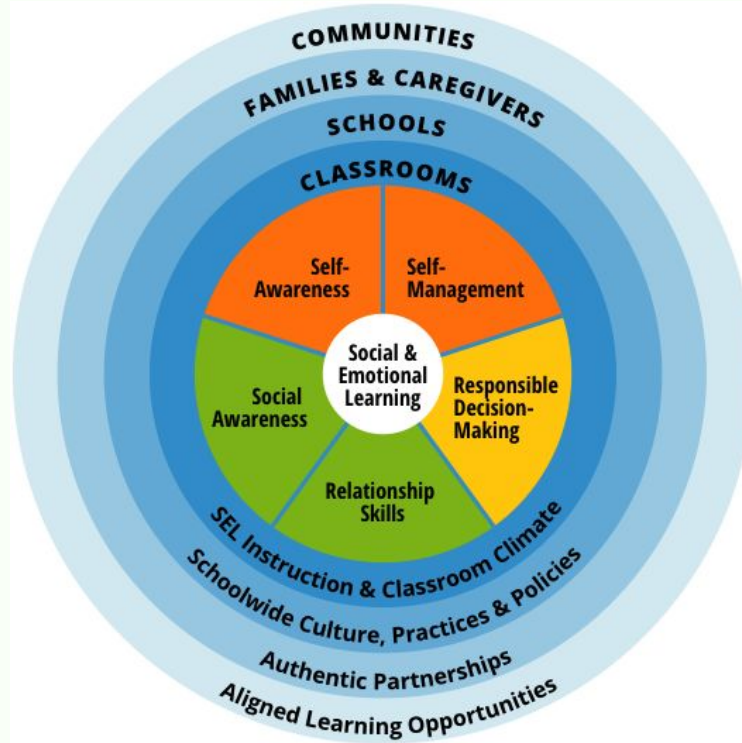 COMMUNITIES
FAMILIES & CAREGIVERS
SCHOOLS
CLASSROOMS
Self-
Awareness
Self-
Management
Social &
Emotional
Learning
Social
Awareness
Responsible
Decision-
Making
Relationship
Skills
SEL Instruction & Classroom Climate
Schoolwide Culture, Practices & Policies
Authentic Partnerships
Aligned Learning Opportunities